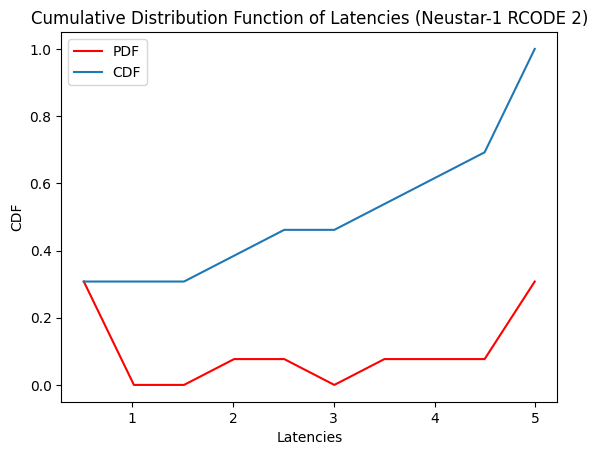 Cumulative Distribution Function of Latencies (Neustar-1 RCODE 2)
PDF
CDF
1.0
0.8
0.6
0.4
0.2
0.0
CDF
1 2 3 4 5
Latencies